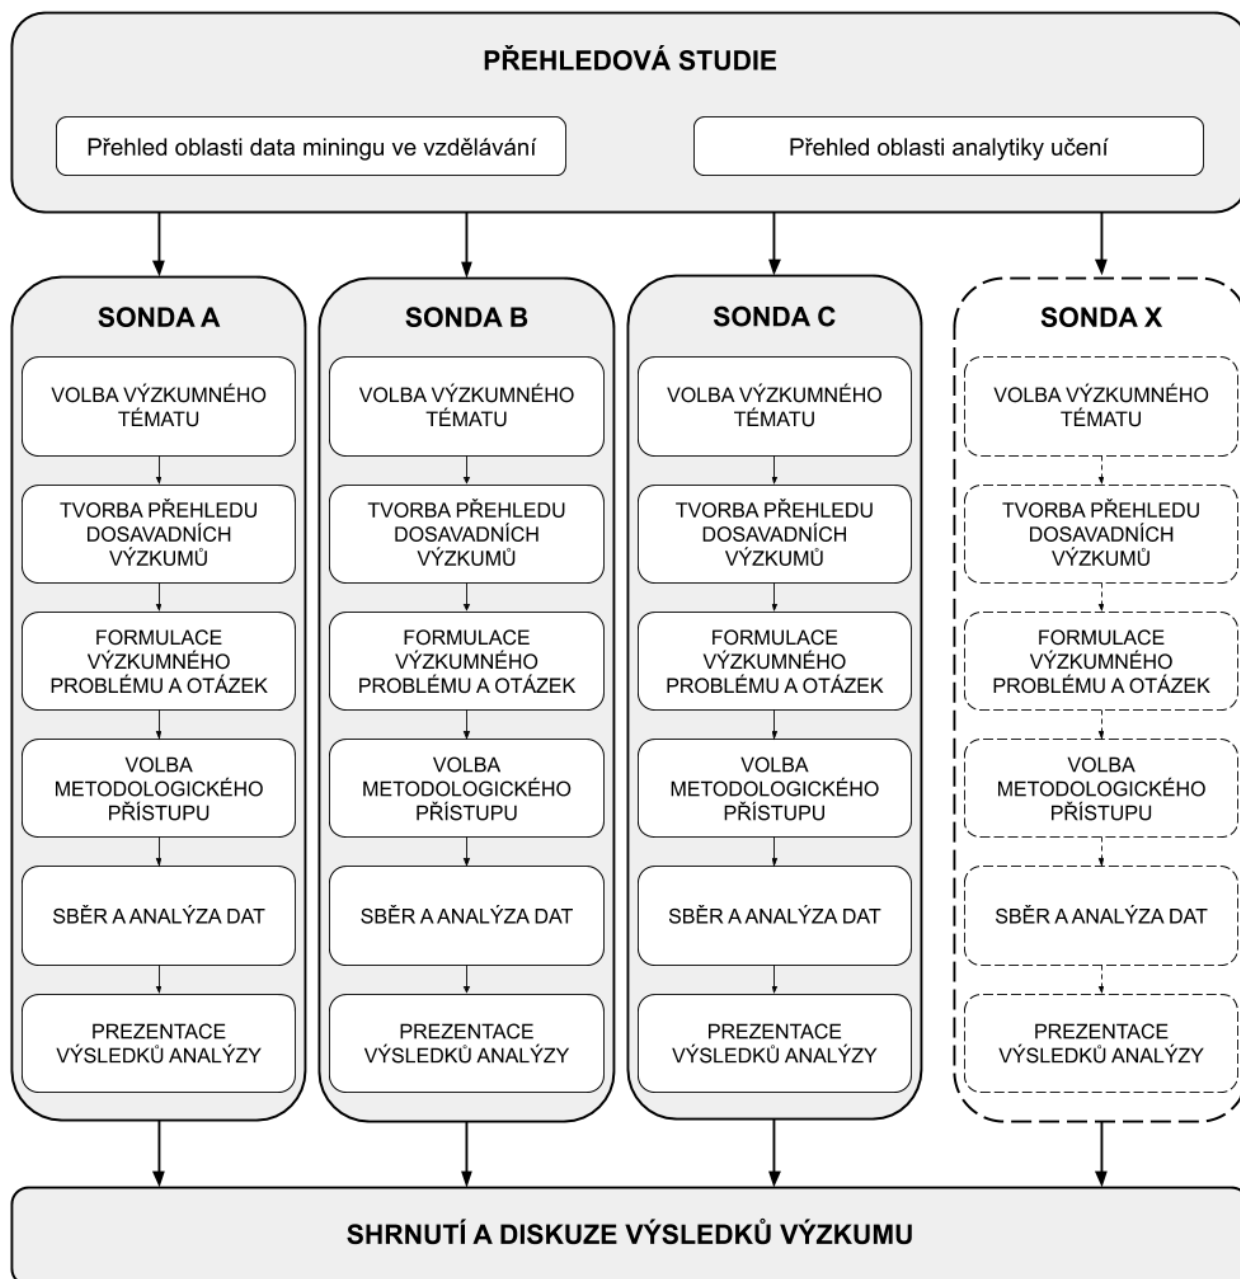 PŘEHLEDOVÁ STUDIE
Přehled oblasti data miningu ve vzdělávání
Přehled oblasti analytiky učení
SONDA A
VOLBA VÝZKUMNÉHO
TÉMATU
TVORBA PŘEHLEDU
DOSAVADNÍCH
VÝZKUMŮ
FORMULACE
VÝZKUMNÉHO
PROBLÉMU A OTÁZEK
VOLBA
METODOLOGICKÉHO
PŘÍSTUPU
SBĚR A ANALÝZA DAT
PREZENTACE
VÝSLEDKŮ ANALÝZY
SONDA B
VOLBA VÝZKUMNÉHO
TÉMATU
TVORBA PŘEHLEDU
DOSAVADNÍCH
VÝZKUMŮ
FORMULACE
VÝZKUMNÉHO
PROBLÉMU A OTÁZEK
VOLBA
METODOLOGICKÉHO
PŘÍSTUPU
SBĚR A ANALÝZA DAT
PREZENTACE
VÝSLEDKŮ ANALÝZY
SONDA C
VOLBA VÝZKUMNÉHO
TÉMATU
TVORBA PŘEHLEDU
DOSAVADNÍCH
VÝZKUMŮ
FORMULACE
VÝZKUMNÉHO
PROBLÉMU A OTÁZEK
VOLBA
METODOLOGICKÉHO
PŘÍSTUPU
SBĚR A ANALÝZA DAT
PREZENTACE
VÝSLEDKŮ ANALÝZY
SONDA X
VOLBA VÝZKUMNÉHO
TÉMATU
TVORBA PŘEHLEDU
DOSAVADNÍCH
VÝZKUMŮ
FORMULACE
VÝZKUMNÉHO
PROBLÉMU A OTÁZEK
VOLBA
METODOLOGICKÉHO
PŘÍSTUPU
SBĚR A ANALÝZA DAT
PREZENTACE
VÝSLEDKŮ ANALÝZY
SHRNUTÍ A DISKUZE VÝSLEDKŮ VÝZKUMU